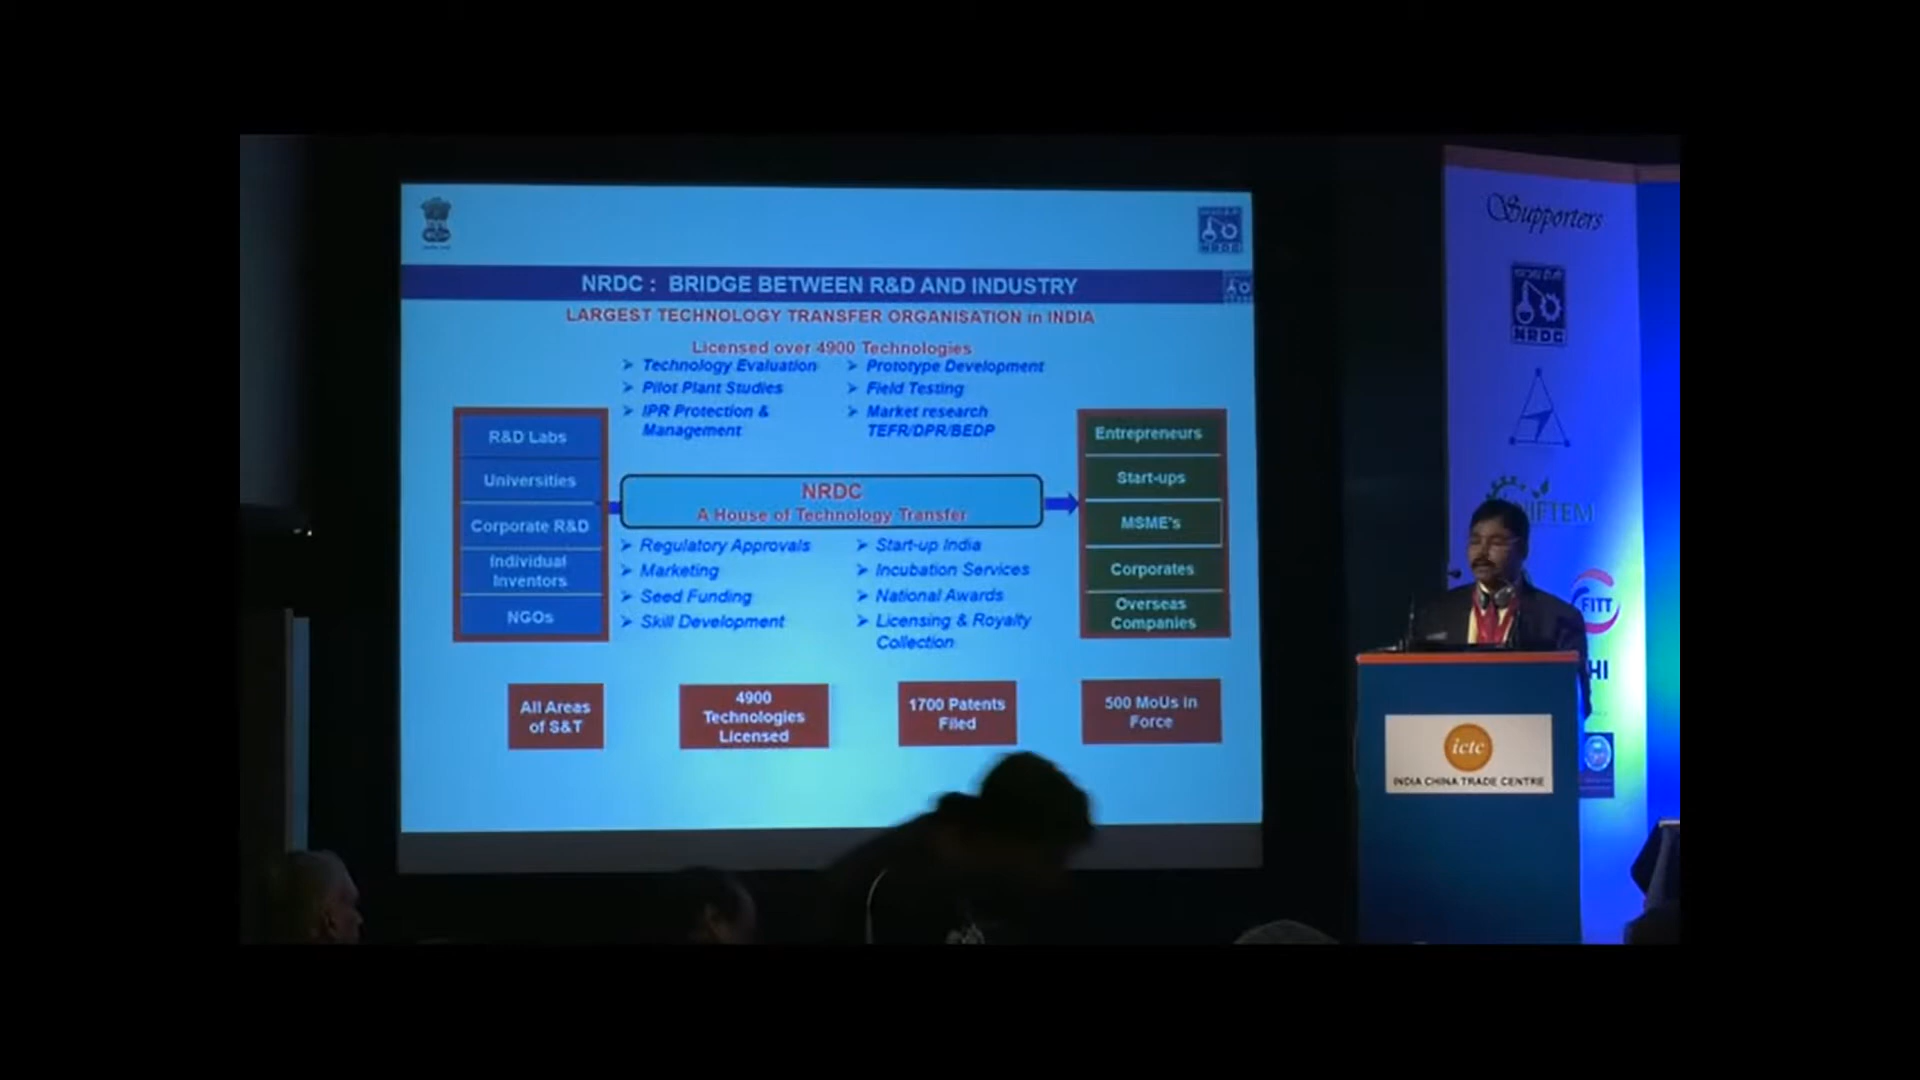 NRDC : BRIDGE BETWEEN R&D AND INDUSTRY
LARGEST TECHNOLOGY TRANSFER ORGANISATION in INDIA
Licensed over 4900 Technologies
Technology Evaluation
Pilot Plant Studies
IPR Protection &
Management
Prototype Development
Field Testing
Market research
TEFR/DPR/BEDP
R&D Labs
Universities
Corporate R&D
Individual
Inventors
NGOs
NRDC
A House of Technology Transfer
Entrepreneurs
Start-ups
MSME's
Corporates
Overseas
Companies
Regulatory Approvals
Marketing
Seed Funding
Skill Development
Start-up India
Incubation Services
National Awards
Licensing & Royalty
Collection
All Areas
of S&T
4900
Technologies
Licensed
1700 Patents
Filed
500 MoUs in
Force
NRDC
Supporters
NRDC
FITT
ictc
INDIA CHINA TRADE CENTRE